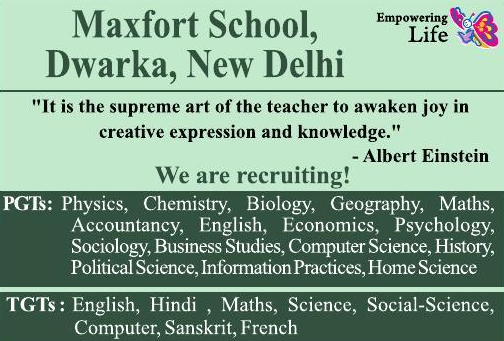 Maxfort School,
Dwarka, New Delhi
Empowering
Life
"It is the supreme art of the teacher to awaken joy in
creative expression and knowledge."
- Albert Einstein
We are recruiting!
PGTs: Physics, Chemistry, Biology, Geography, Maths,
Accountancy, English, Economics, Psychology,
Sociology, Business Studies, Computer Science, History,
Political Science, Information Practices, Home Science
TGTs : English, Hindi , Maths, Science, Social-Science,
Computer, Sanskrit, French